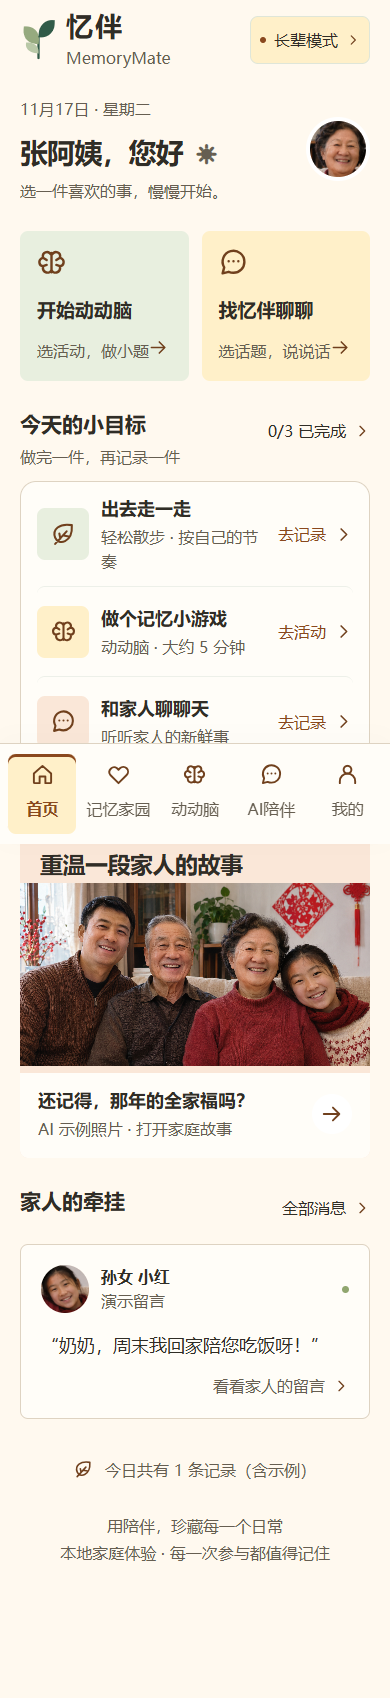 忆伴
MemoryMate
长辈模式
11月17日 · 星期二
张阿姨，您好
选一件喜欢的事，慢慢开始。
开始动动脑
选活动，做小题
找忆伴聊聊
选话题，说说话
今天的小目标
0/3 已完成
做完一件，再记录一件
出去走一走
轻松散步 · 按自己的节
奏
去记录
做个记忆小游戏
动动脑 · 大约 5 分钟
去活动
和家人聊聊天
听听家人的新鲜事
去记录
首页
记忆家园
动动脑
AI陪伴
我的
重温一段家人的故事
还记得，那年的全家福吗？
AI 示例照片 · 打开家庭故事
家人的牵挂
全部消息
孙女 小红
演示留言
“奶奶，周末我回家陪您吃饭呀！”
看看家人的留言
今日共有 1 条记录（含示例）
用陪伴，珍藏每一个日常
本地家庭体验 · 每一次参与都值得记住